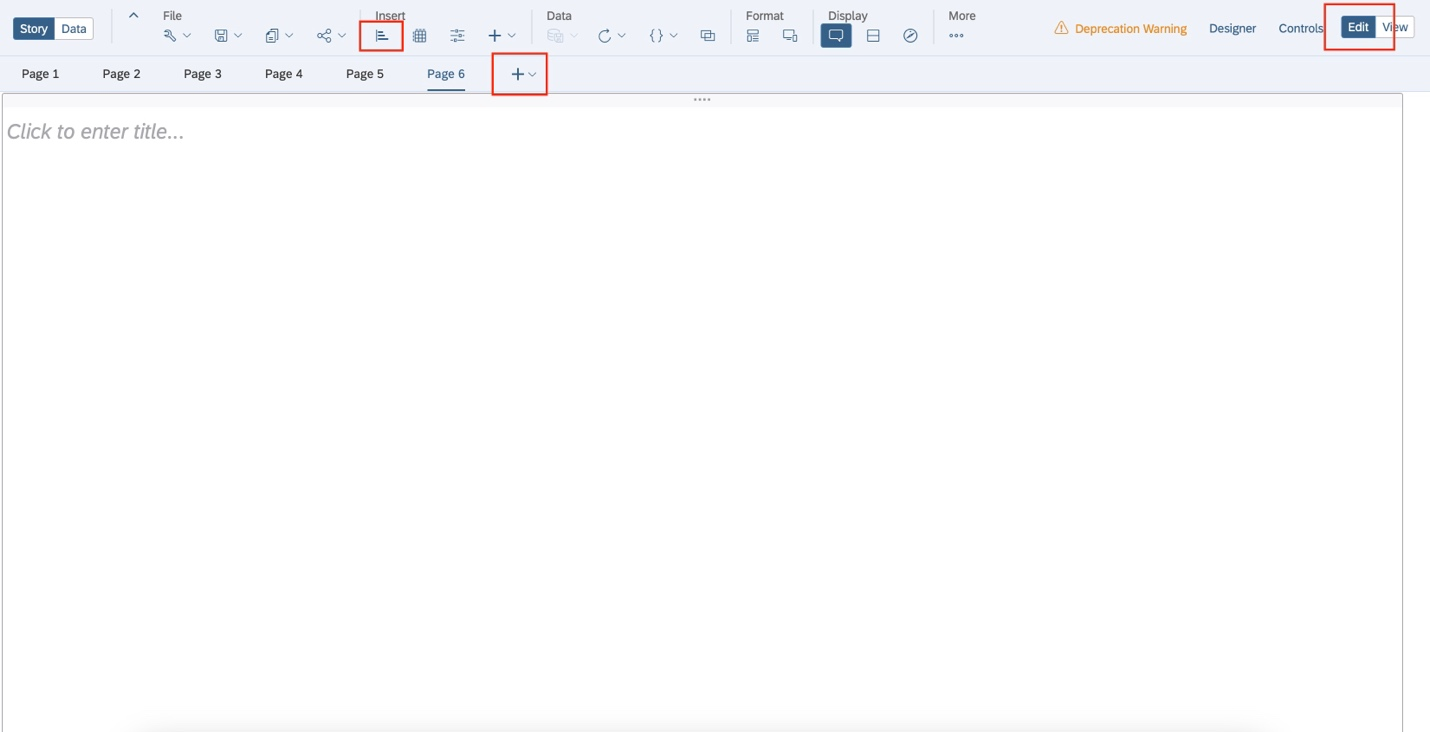 File Insert Data Format Display More
Story Data Deprecation Warning Designer Controls Edit View
Page 1 Page 2 Page 3 Page 4 Page 5 Page 6
Click to enter title...